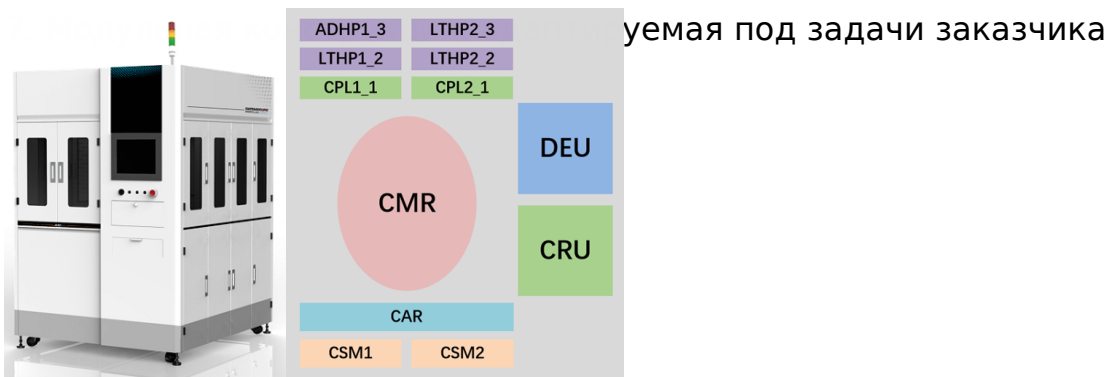 уемая под задачи заказчика
ADHP1_3 LTHP2_3
LTHP1_2 LTHP2_2
CPL1_1 CPL2_1
DEU
CMR
CRU
CAR
CSM1 CSM2